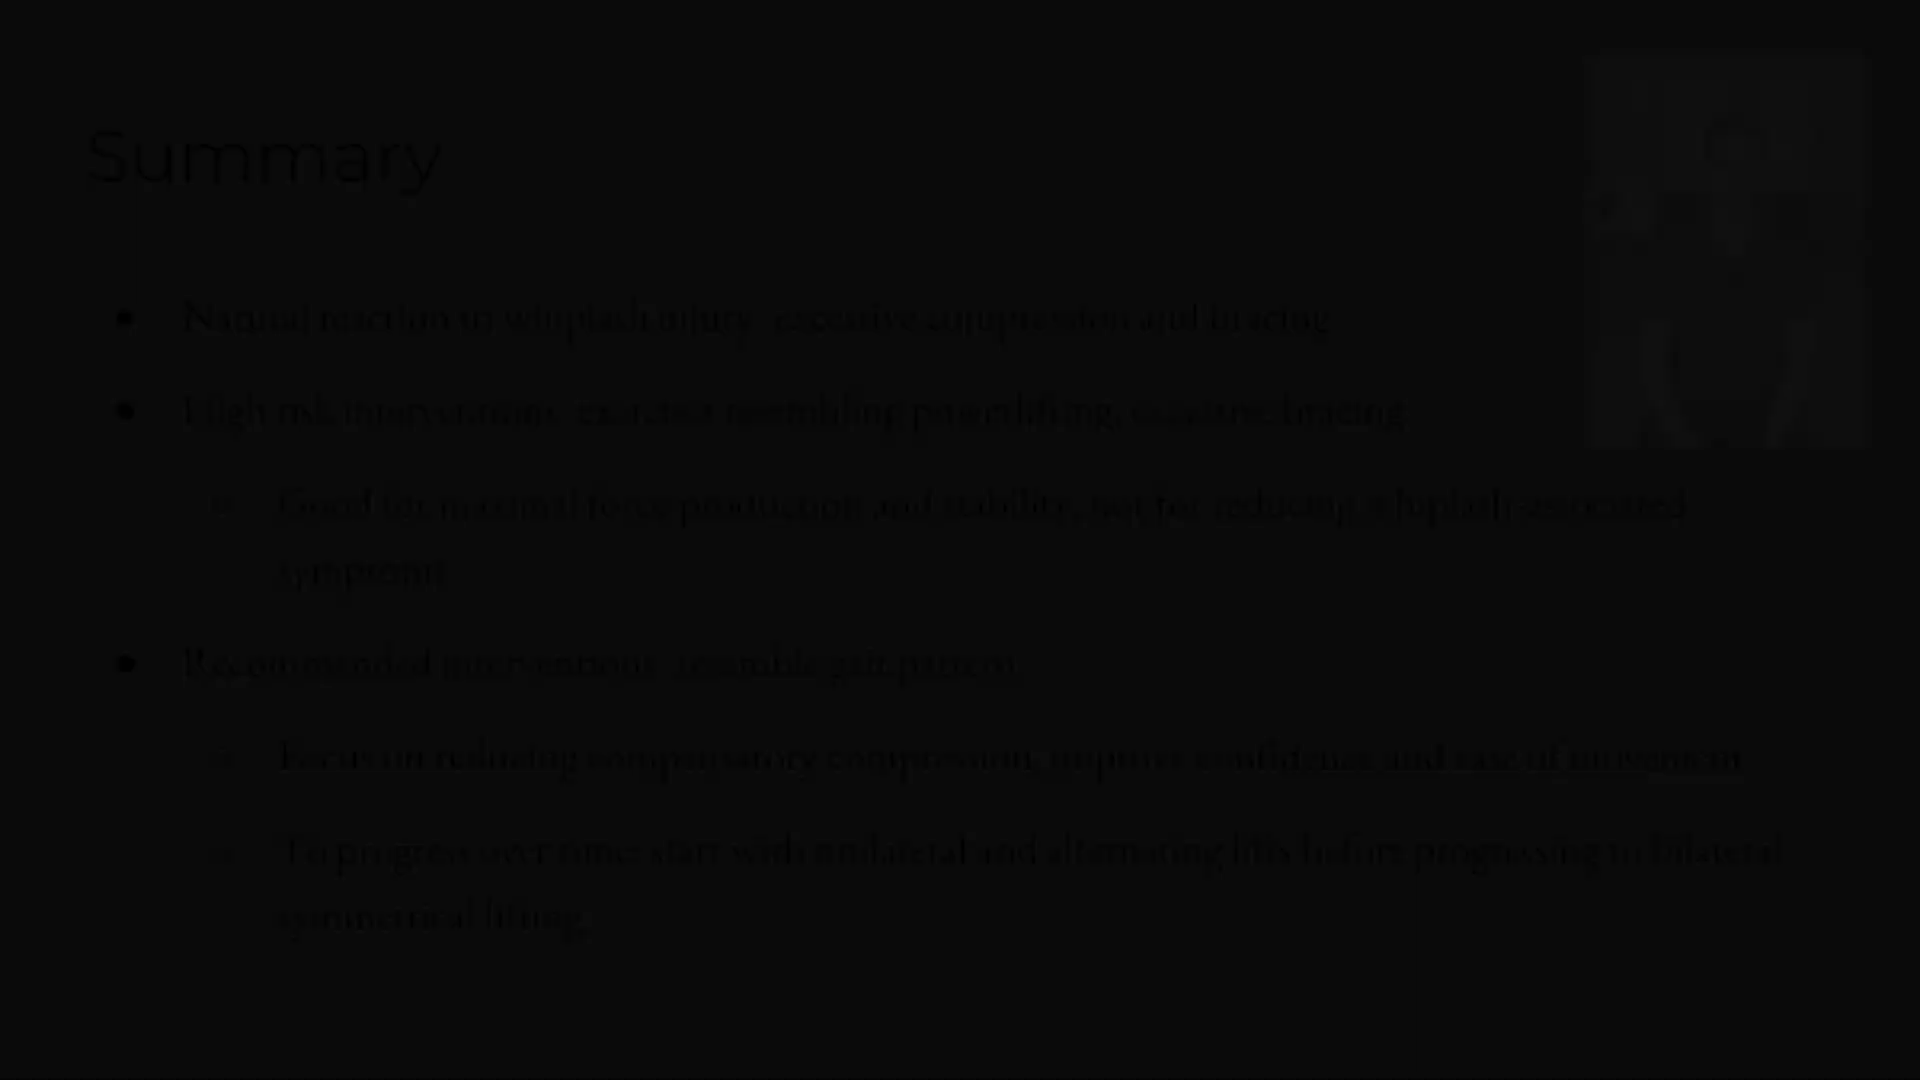 Summary
● Natural reaction to whiplash injury: excessive compression and bracing
● High risk interventions: exercises resembling powerlifting, excessive bracing
○ Good for maximal force production and stability, not for reducing whiplash associated
symptoms
● Recommended interventions: resemble gait pattern
○ Focus on reducing compensatory compression, improve confidence and ease of movement
○ To progress over time: start with unilateral and alternating lifts before progressing to bilateral
symmetrical lifting.